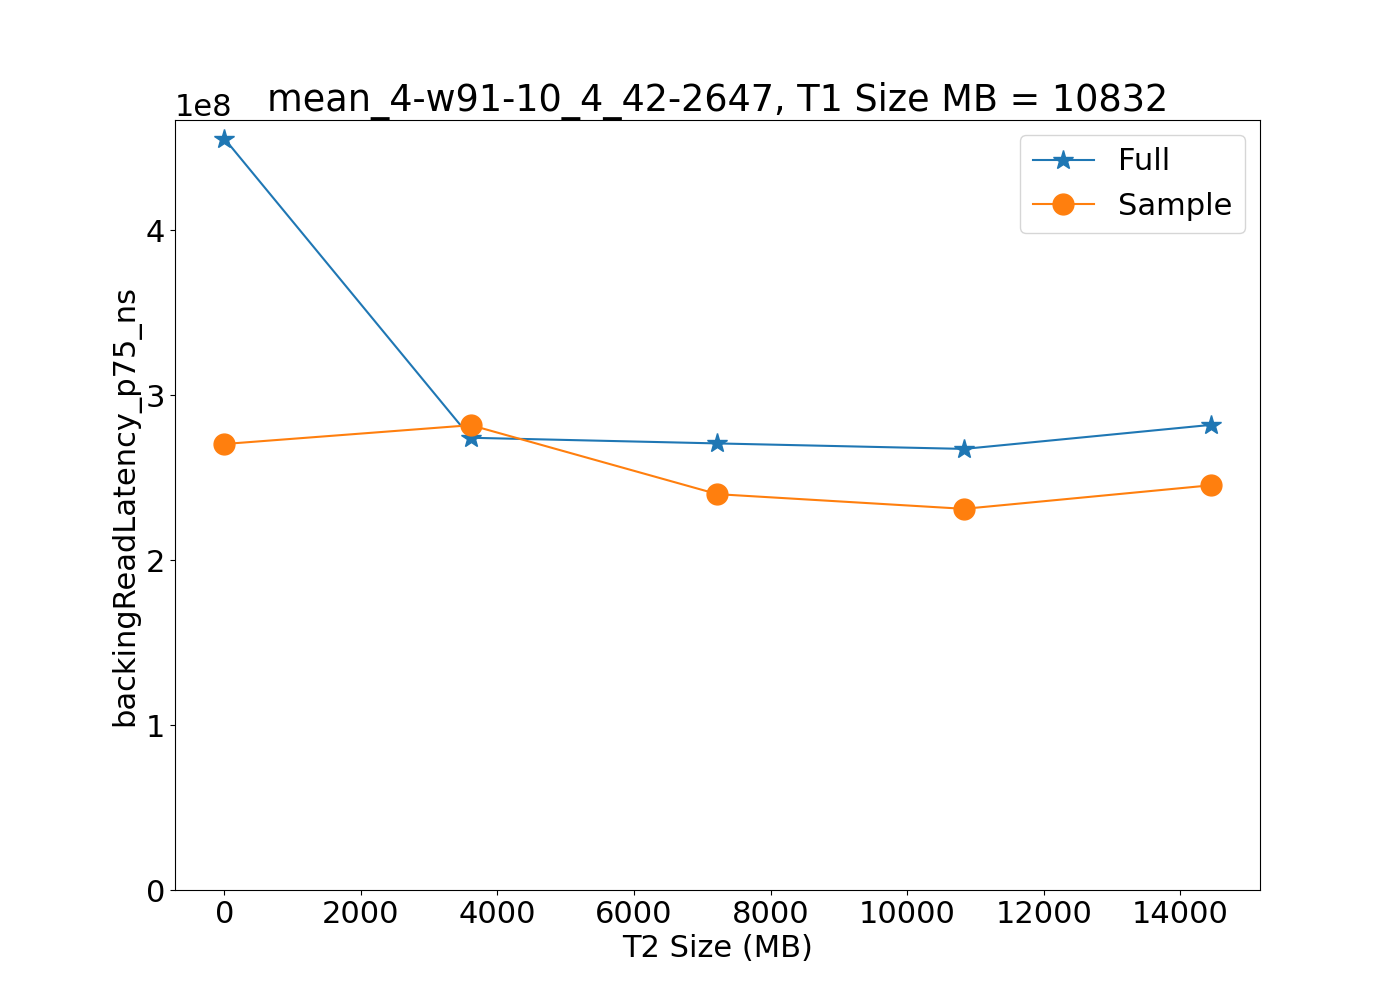 1e8
mean_4-w91-10_4_42-2647, T1 Size MB = 10832
Full
Sample
backingReadLatency_p75_ns
4
3
2
1
0
0 2000 4000 6000 8000 10000 12000 14000
T2 Size (MB)